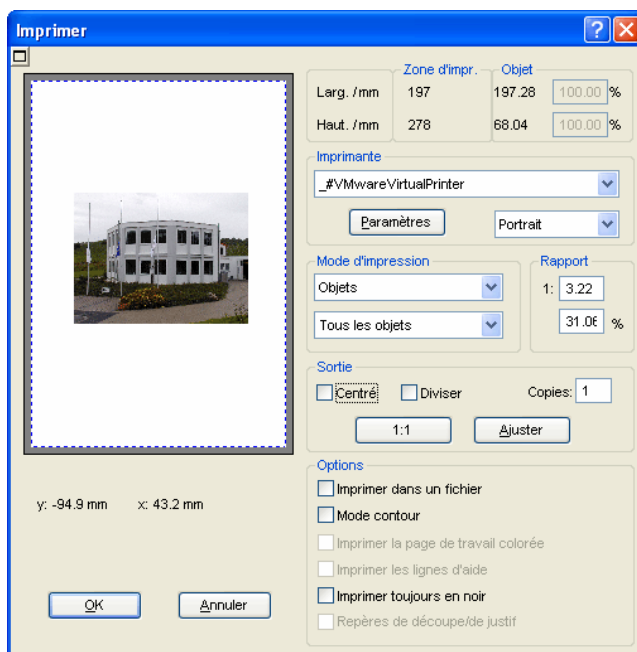 Imprimer
Zone d'impr. Objet
Larg. /mm 197 197.28 100.00 %
Haut. /mm 278 68.04 100.00 %
Imprimante
_#VMwareVirtualPrinter
Paramètres Portrait
Mode d'impression Rapport
Objets 1: 3.22
Tous les objets 31.06 %
Sortie
Centré Diviser Copies: 1
1:1 Ajuster
Options
Imprimer dans un fichier
Mode contour
Imprimer la page de travail colorée
Imprimer les lignes d'aide
Imprimer toujours en noir
Repères de découpe/de justif
y: -94.9 mm x: 43.2 mm
OK Annuler